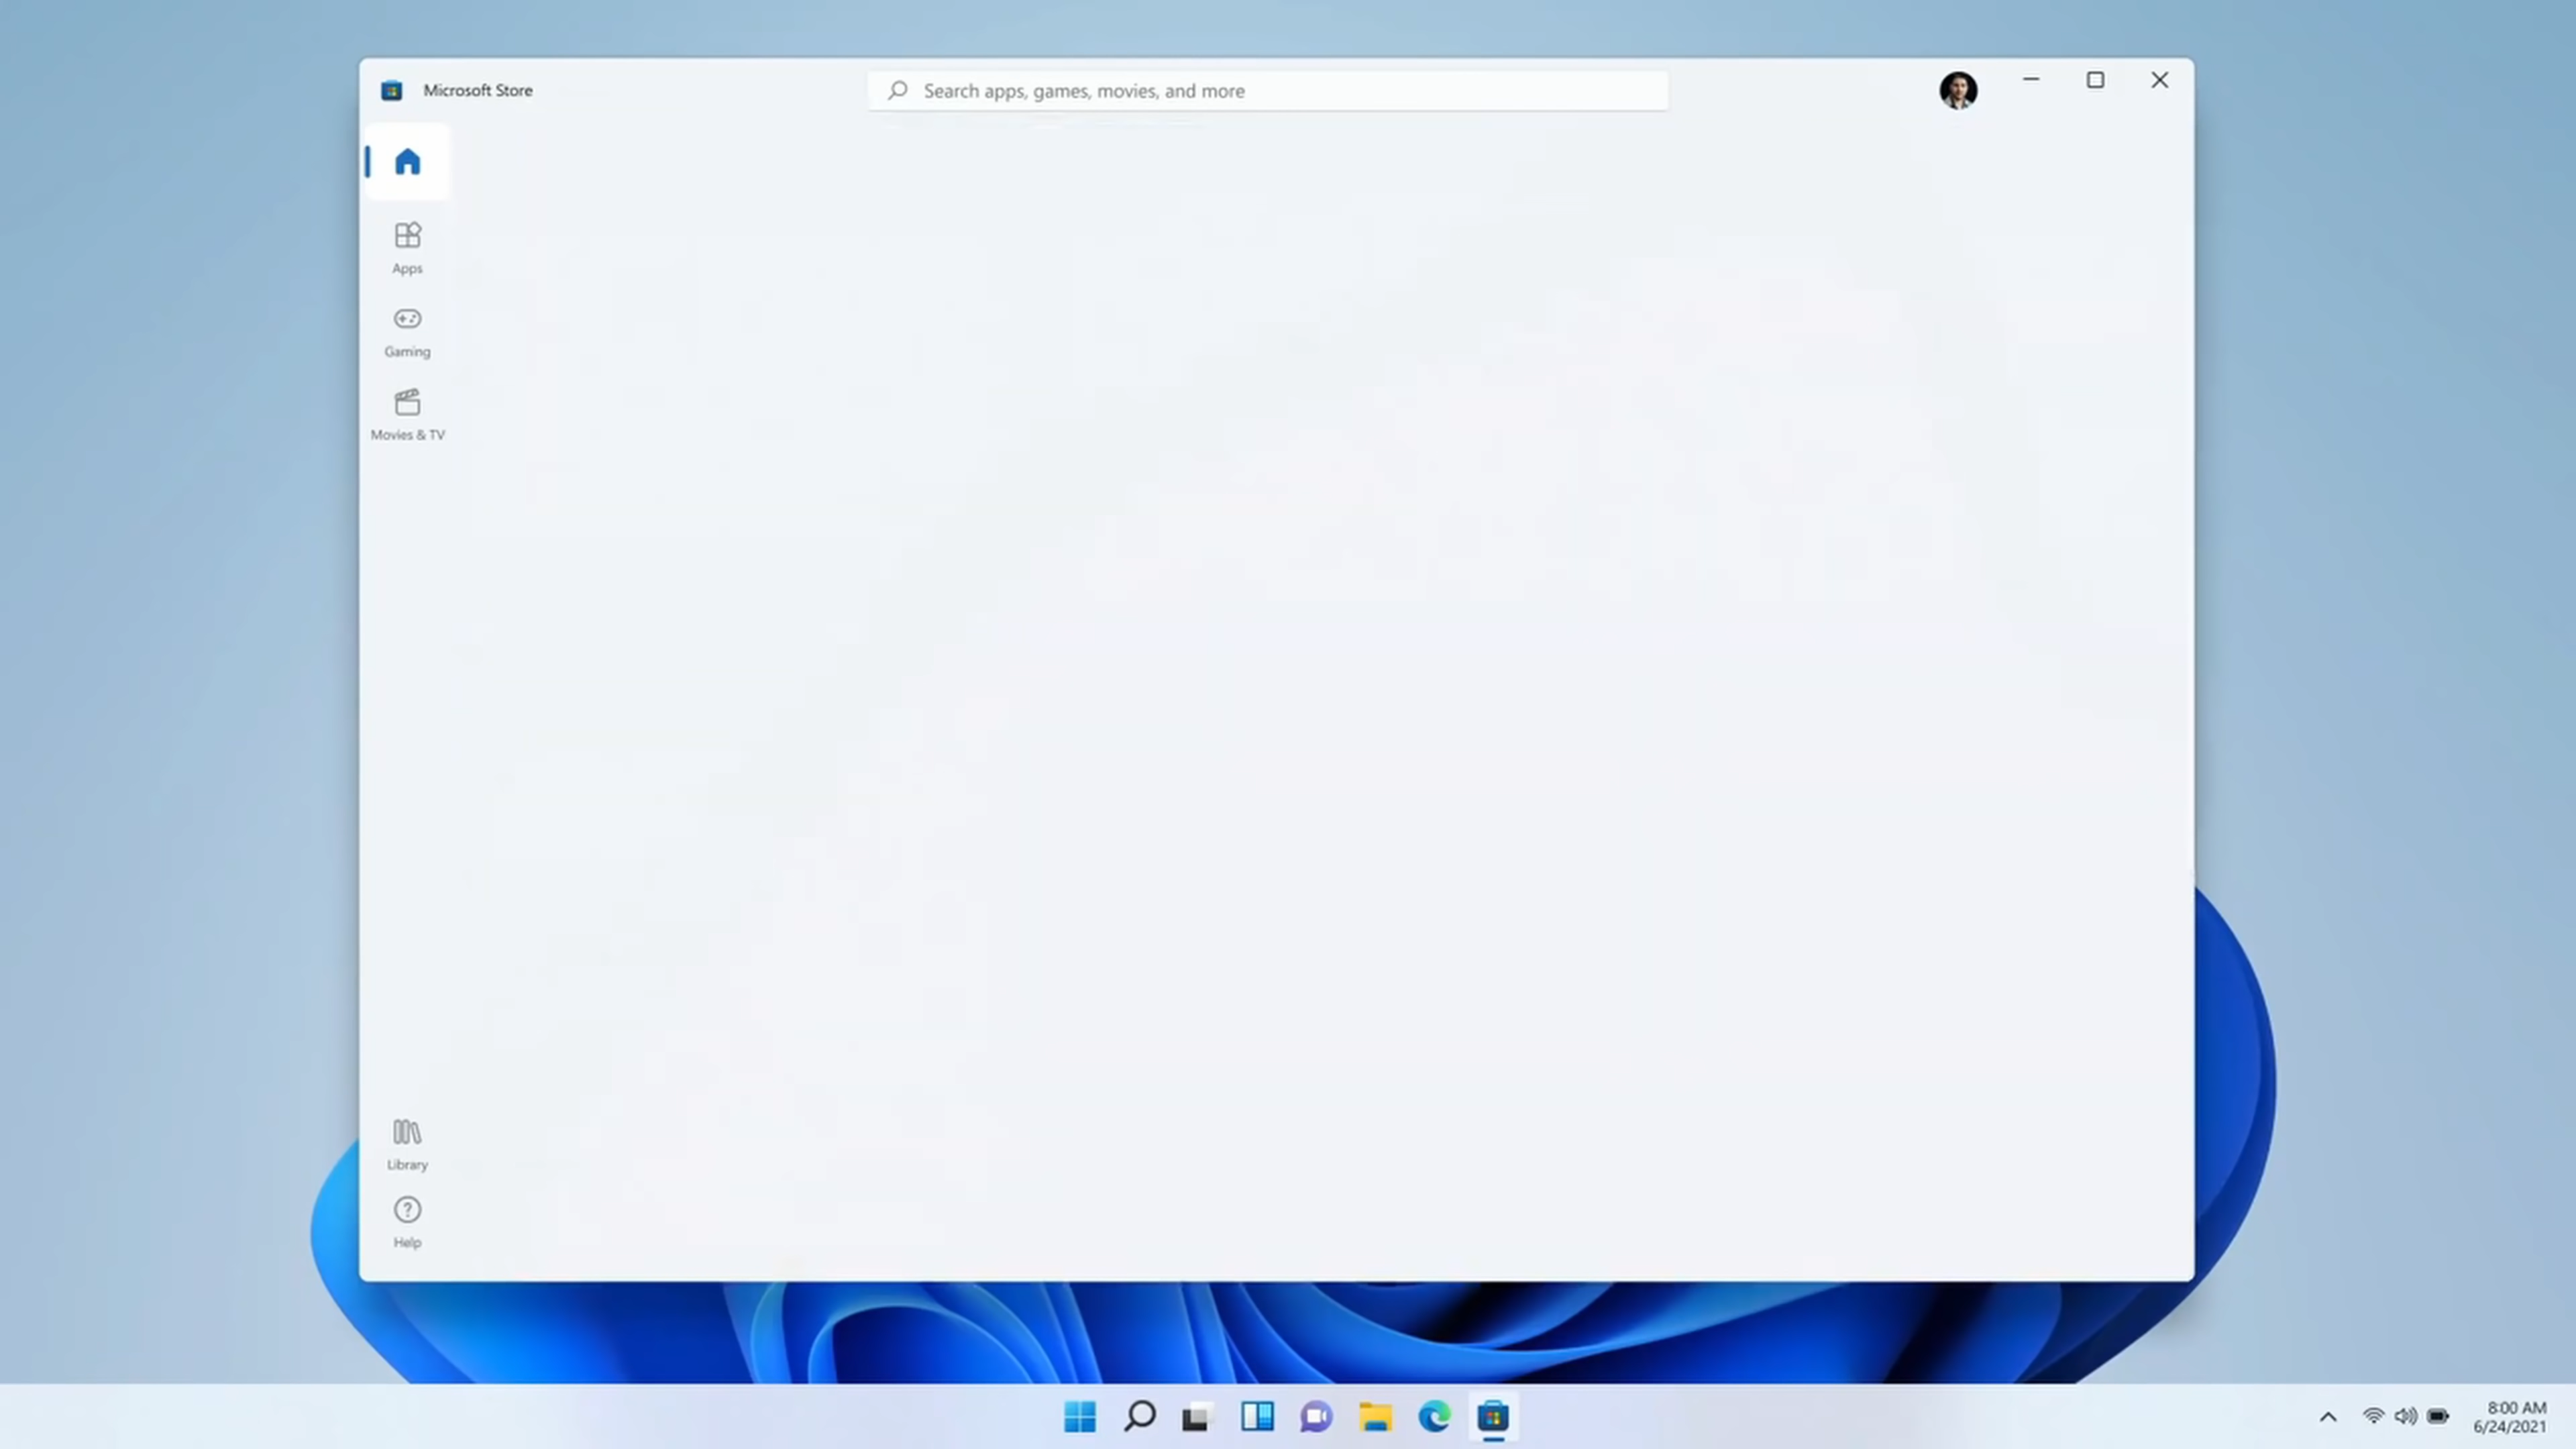 Microsoft Store
Search apps, games, movies, and more
Apps
Gaming
Movies & TV
Library
Help
8:00 AM
6/24/2021